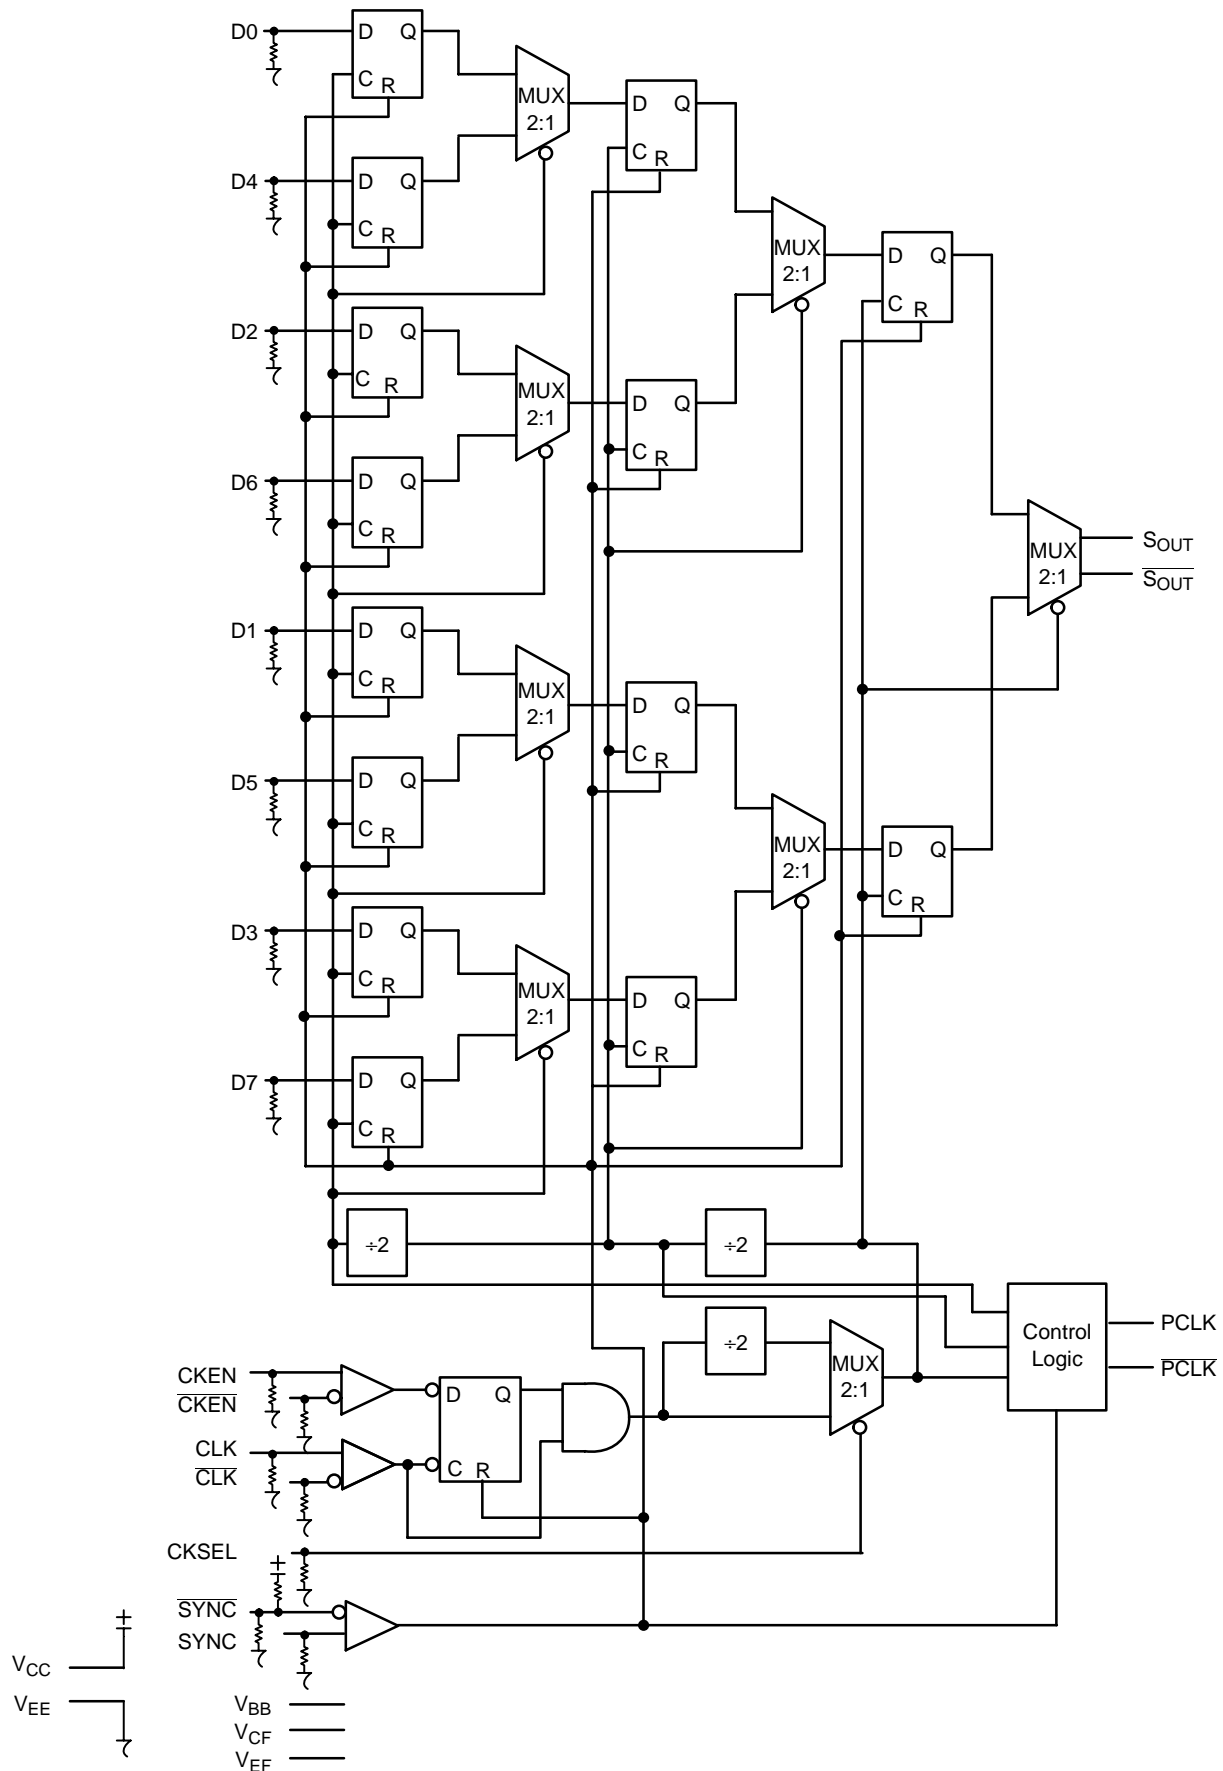 D0
D Q
C R
MUX
2:1
D Q
C R
D4
D Q
C R
MUX
2:1
D Q
C R
D2
D Q
C R
MUX
2:1
D Q
C R
D6
D Q
C R
MUX
2:1
S_OUT
S_OUT
D1
D Q
C R
MUX
2:1
D Q
C R
D5
D Q
C R
MUX
2:1
D Q
C R
D3
D Q
C R
MUX
2:1
D Q
C R
D7
D Q
C R
÷2
÷2
Control
Logic
PCLK
PCLK
÷2
MUX
2:1
CKEN
CKEN
D Q
C R
CLK
CLK
CKSEL
SYNC
SYNC
V_CC
V_EE
V_BB
V_CF
V_EF